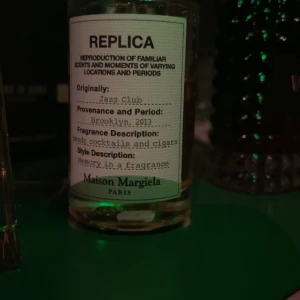 REPLICA
REPRODUCTION OF FAMILIAR
SCENTS AND MOMENTS OF VARYING
LOCATIONS AND PERIODS
Originally:
Jazz Club
Provenance and Period:
Brooklyn, 2013
Fragrance Description:
cocktails and cigars
Style Description:
Memory in a fragrance
Maison Margiela
PARIS